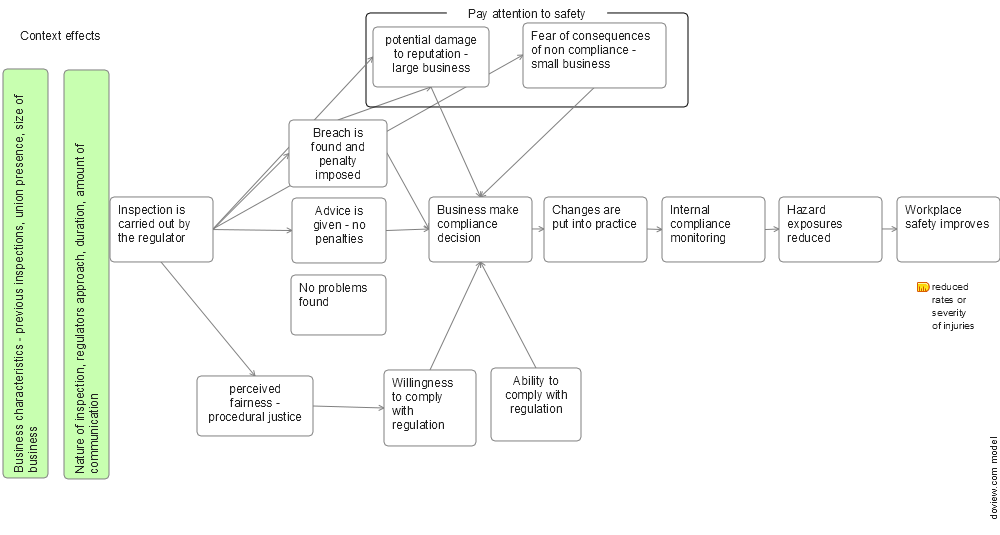 Pay attention to safety
Context effects
potential damage
to reputation -
large business
Fear of consequences
of non compliance -
small business
Business characteristics - previous inspections, union presence, size of
business
Nature of inspection, regulators approach, duration, amount of
communication
Breach is
found and
penalty
imposed
Inspection is
carried out by
the regulator
Advice is
given - no
penalties
Business make
compliance
decision
Changes are
put into practice
Internal
compliance
monitoring
Hazard
exposures
reduced
Workplace
safety improves
No problems
found
reduced
rates or
severity
of injuries
perceived
fairness -
procedural justice
Willingness
to comply
with
regulation
Ability to
comply with
regulation
doview.com model